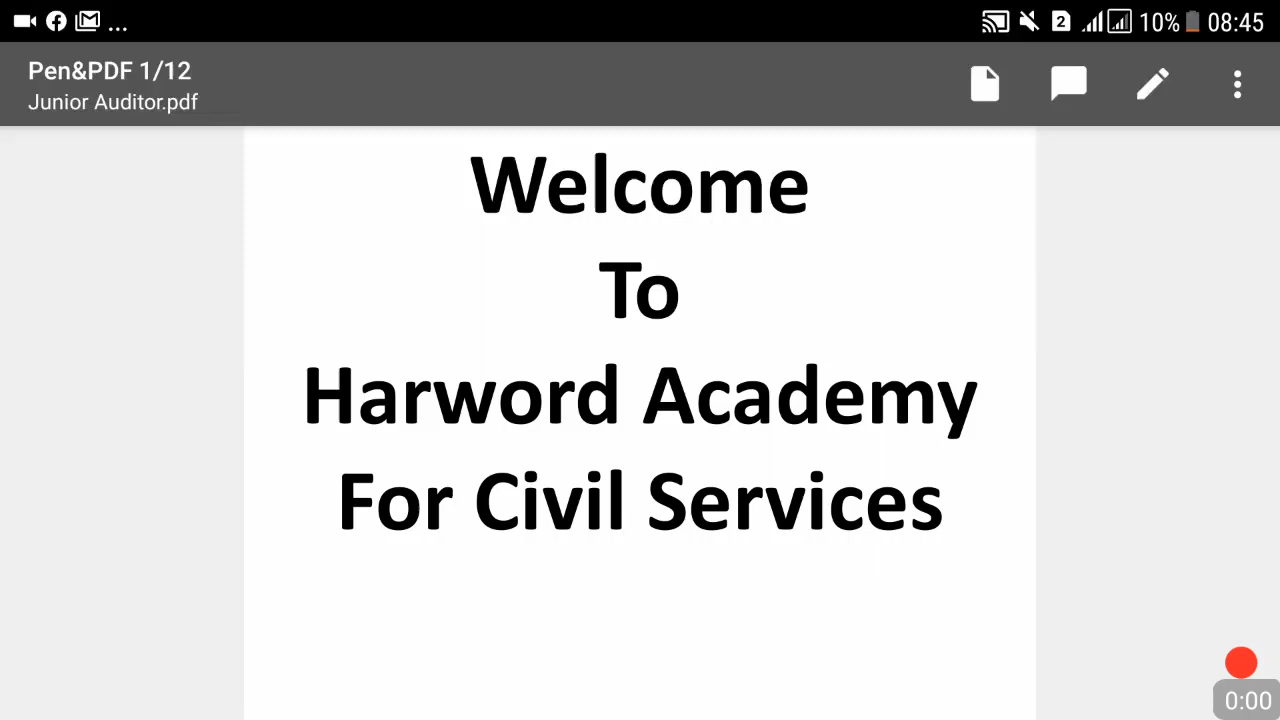 ... 2 10% 08:45
Pen&PDF 1/12
Junior Auditor.pdf
Welcome
To
Harword Academy
For Civil Services
0:00